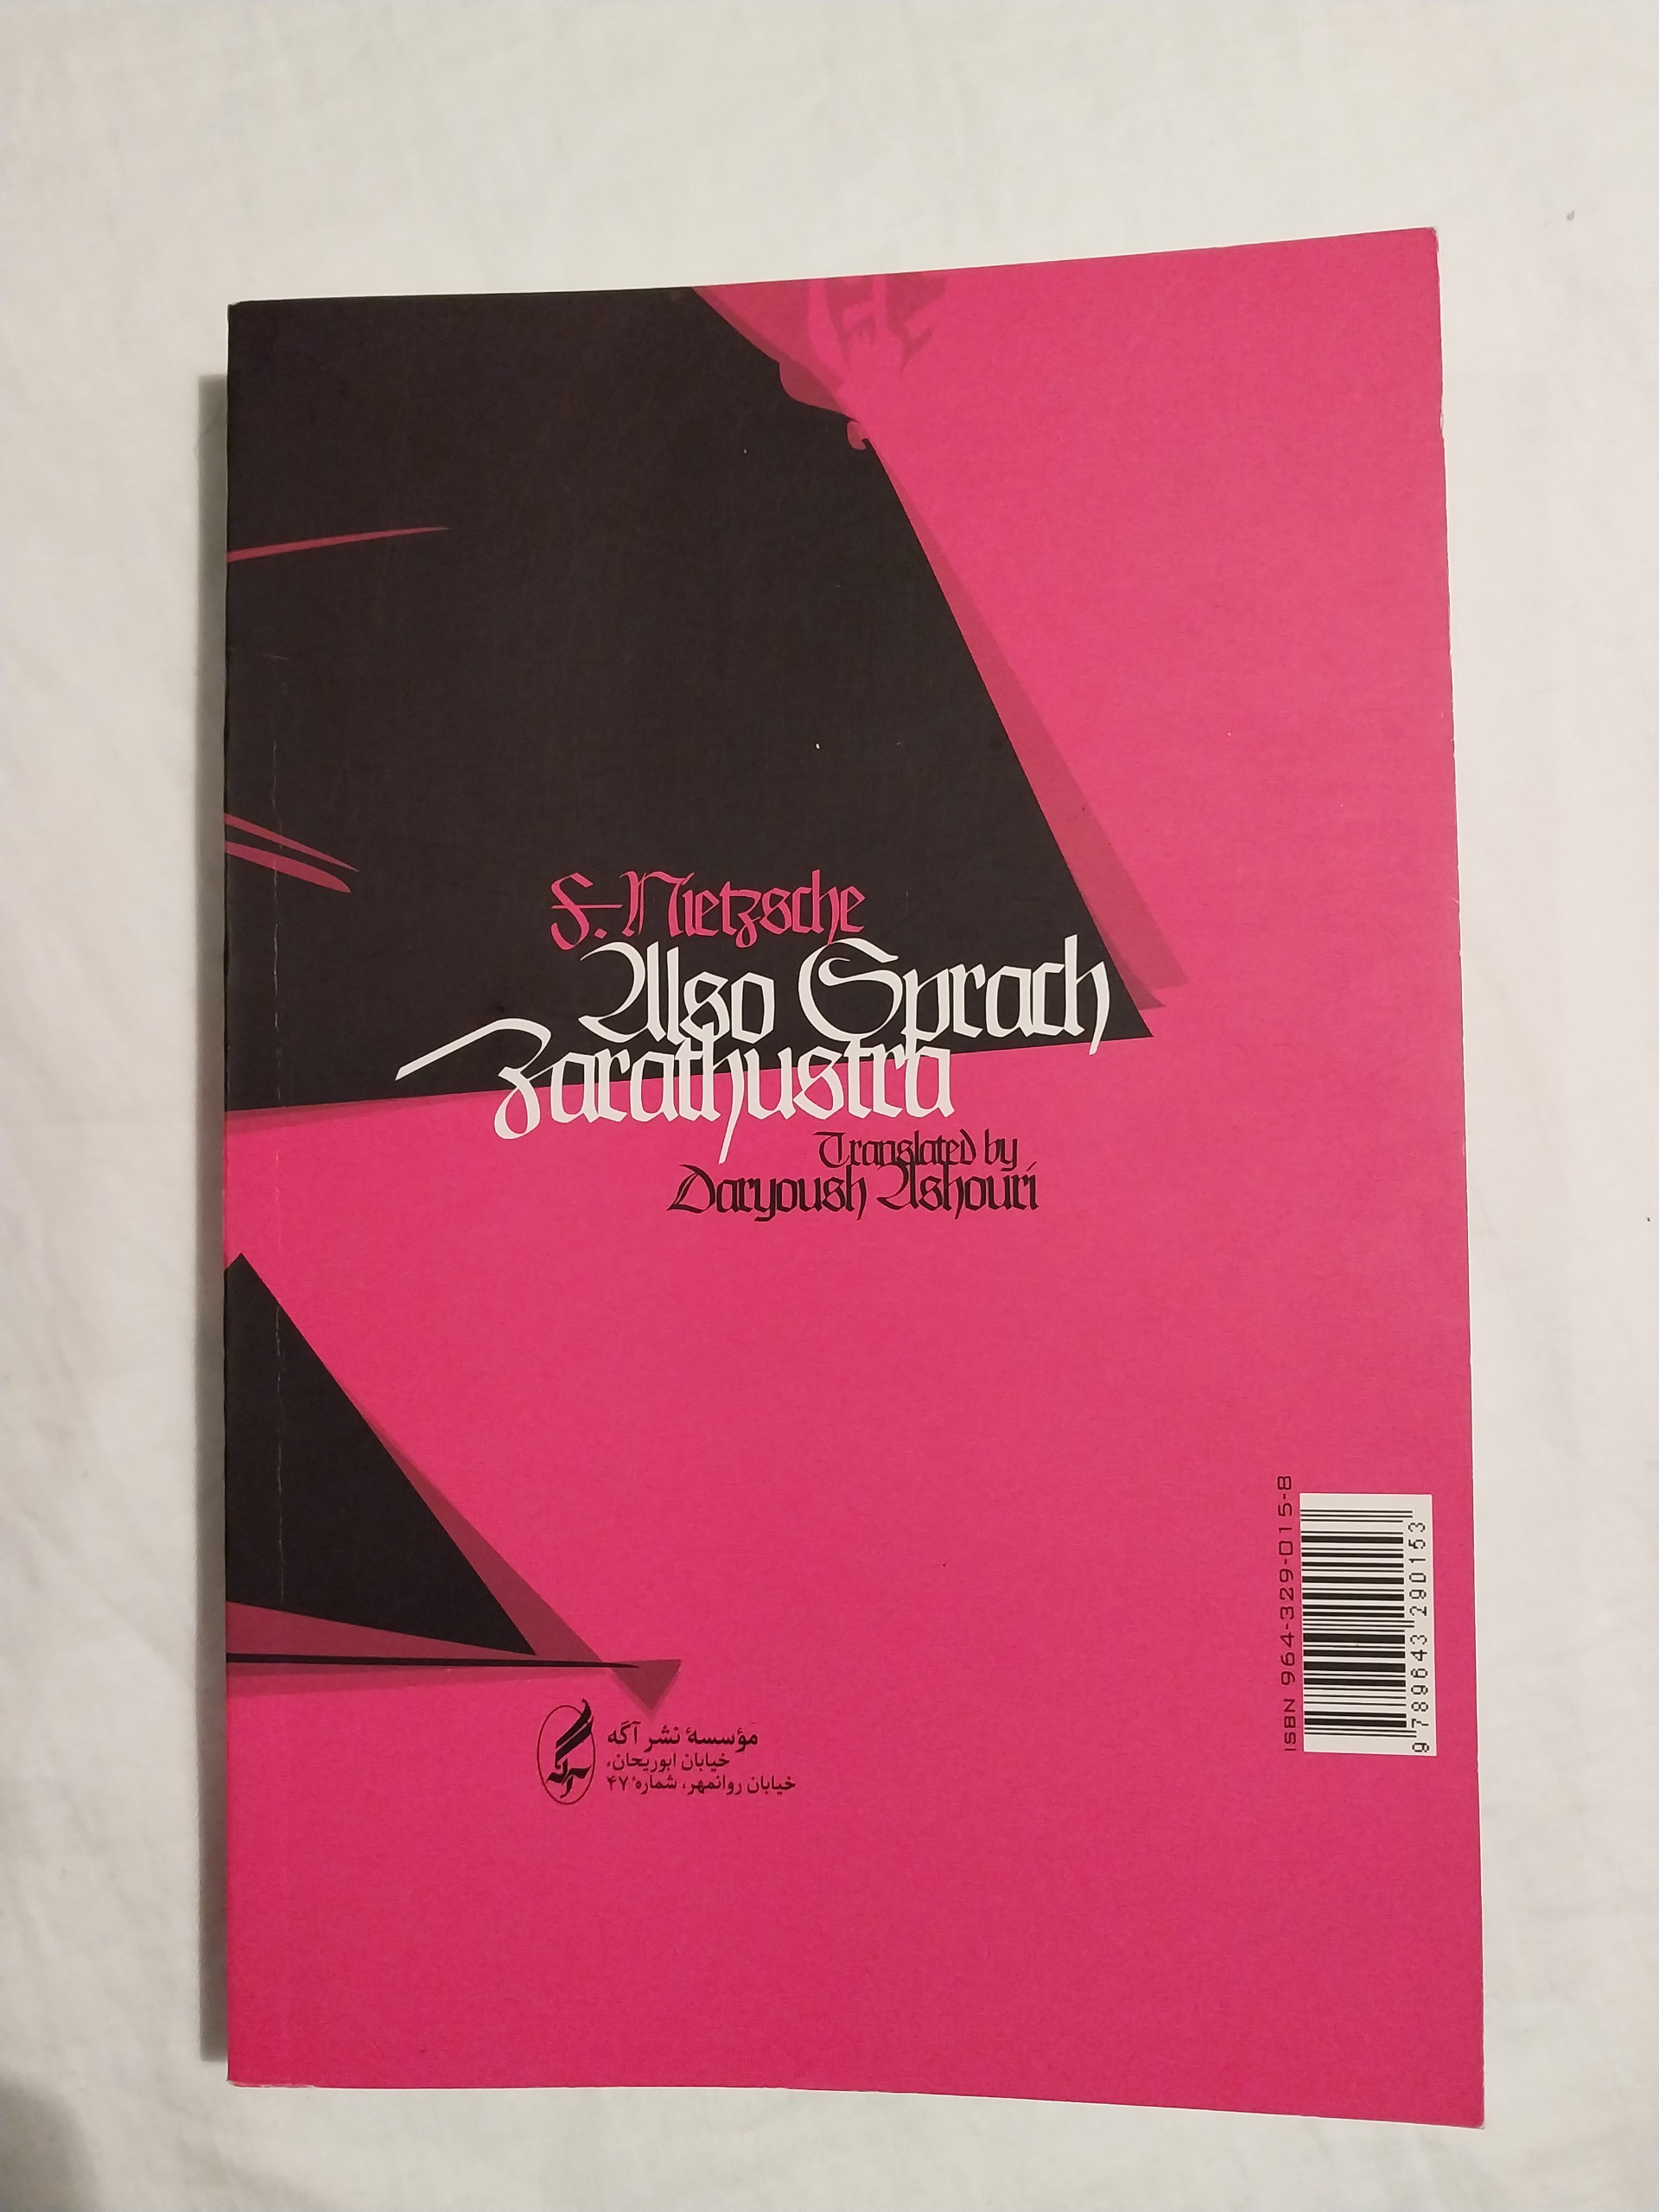 F. Nietzsche
Also Sprach
Zarathustra
Translated by
Daryoush Ashouri
ISBN 964-329-015-8
9 789643 290153
آگه
مؤسسهٔ نشر آگه
خیابان ابوریحان،
خیابان روانمهر، شمارهٔ ۴۷